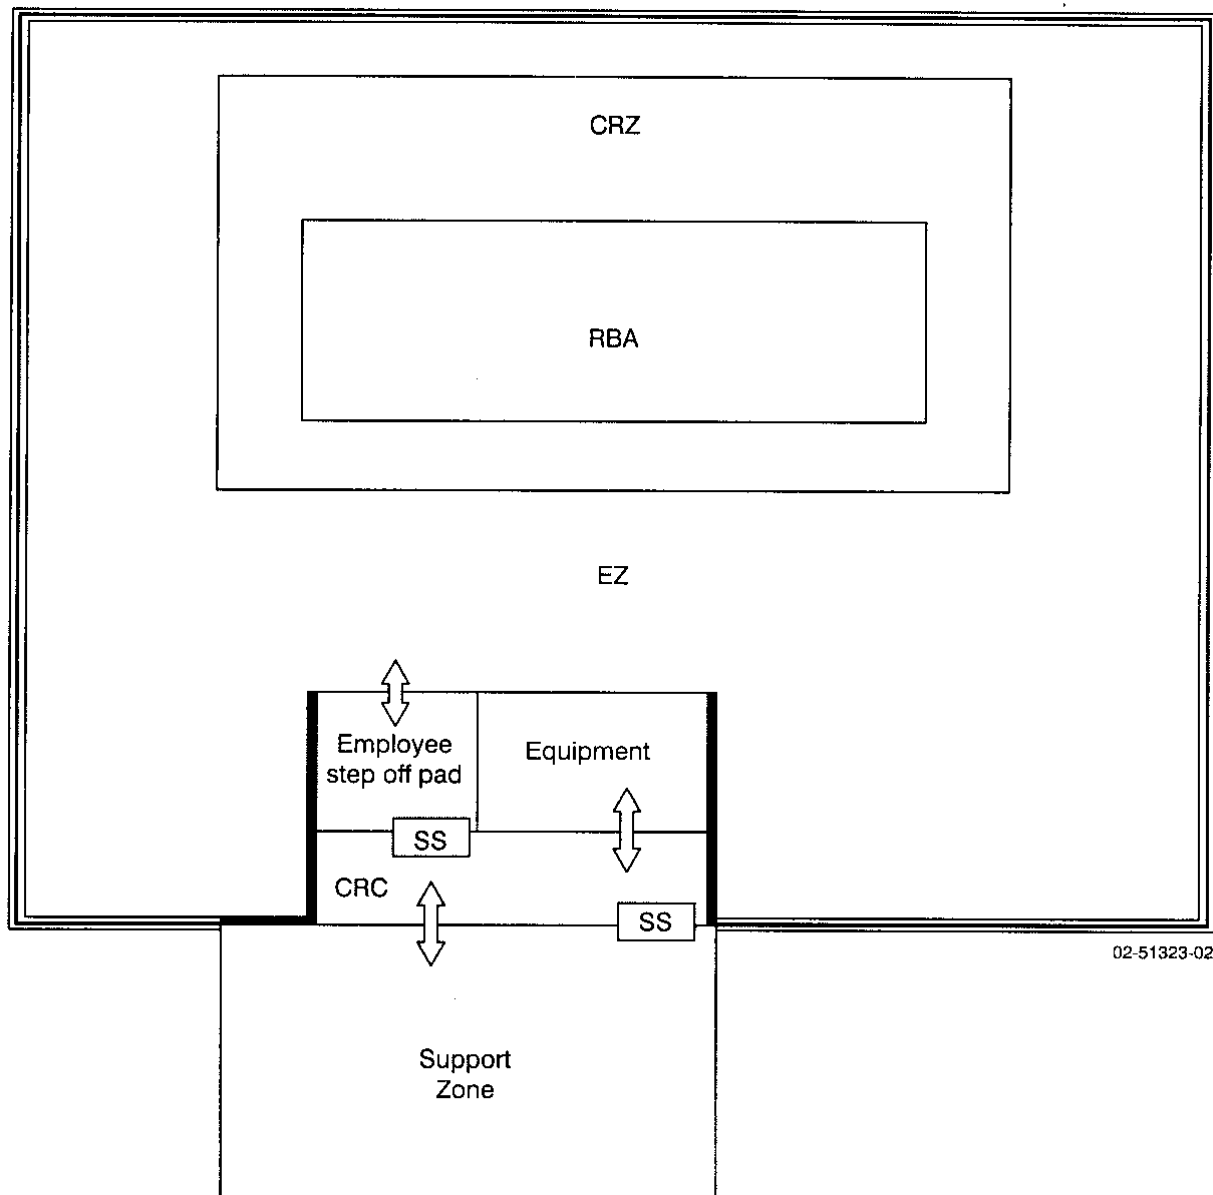 CRZ
RBA
EZ
Employee
step off pad
Equipment
SS
CRC
SS
02-51323-02
Support
Zone